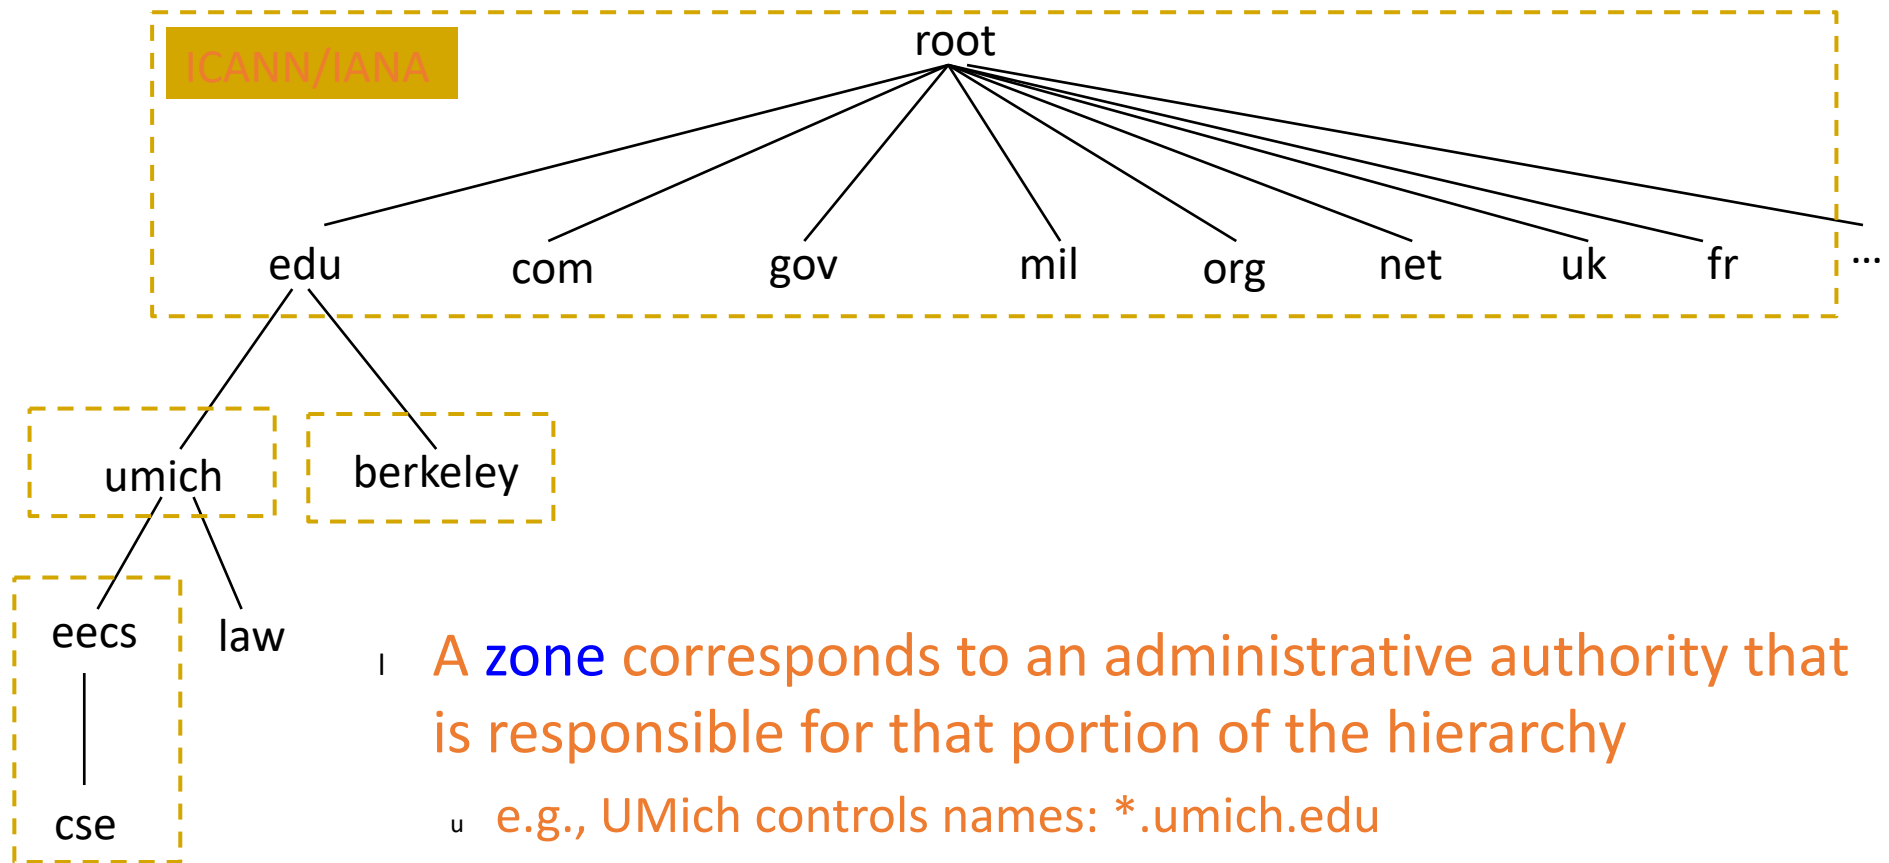 root
ICANN/IANA
edu com gov mil org net uk fr ...
umich berkeley
eecs law
cse
l A zone corresponds to an administrative authority that
is responsible for that portion of the hierarchy
u e.g., UMich controls names: *.umich.edu